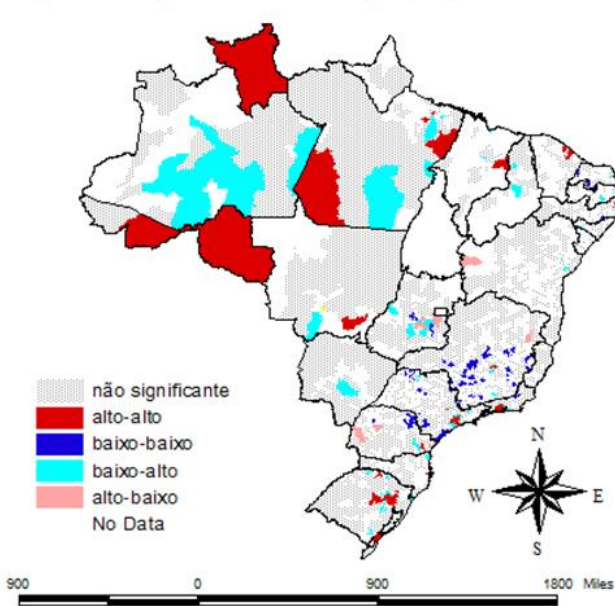 não significante
alto-alto
baixo-baixo
baixo-alto
alto-baixo
No Data
N
W E
S
900 0 900 1800 Miles